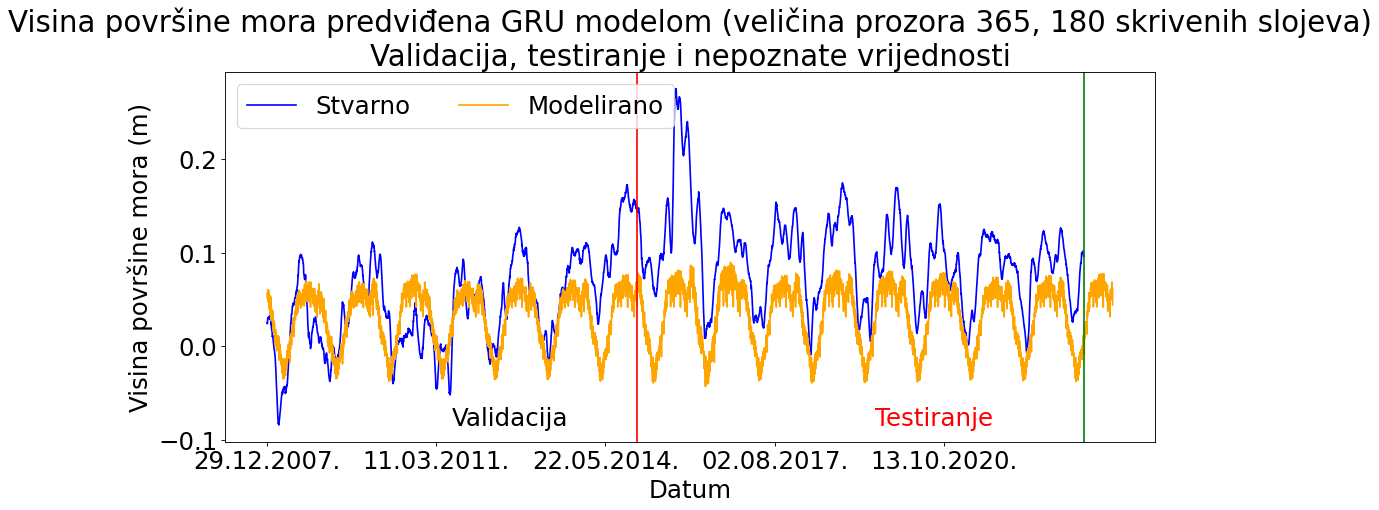 Visina površine mora predviđena GRU modelom (veličina prozora 365, 180 skrivenih slojeva)
Validacija, testiranje i nepoznate vrijednosti
Stvarno
Modelirano
Visina površine mora (m)
0.2
0.1
0.0
−0.1
Validacija
Testiranje
29.12.2007.
11.03.2011.
22.05.2014.
02.08.2017.
13.10.2020.
Datum